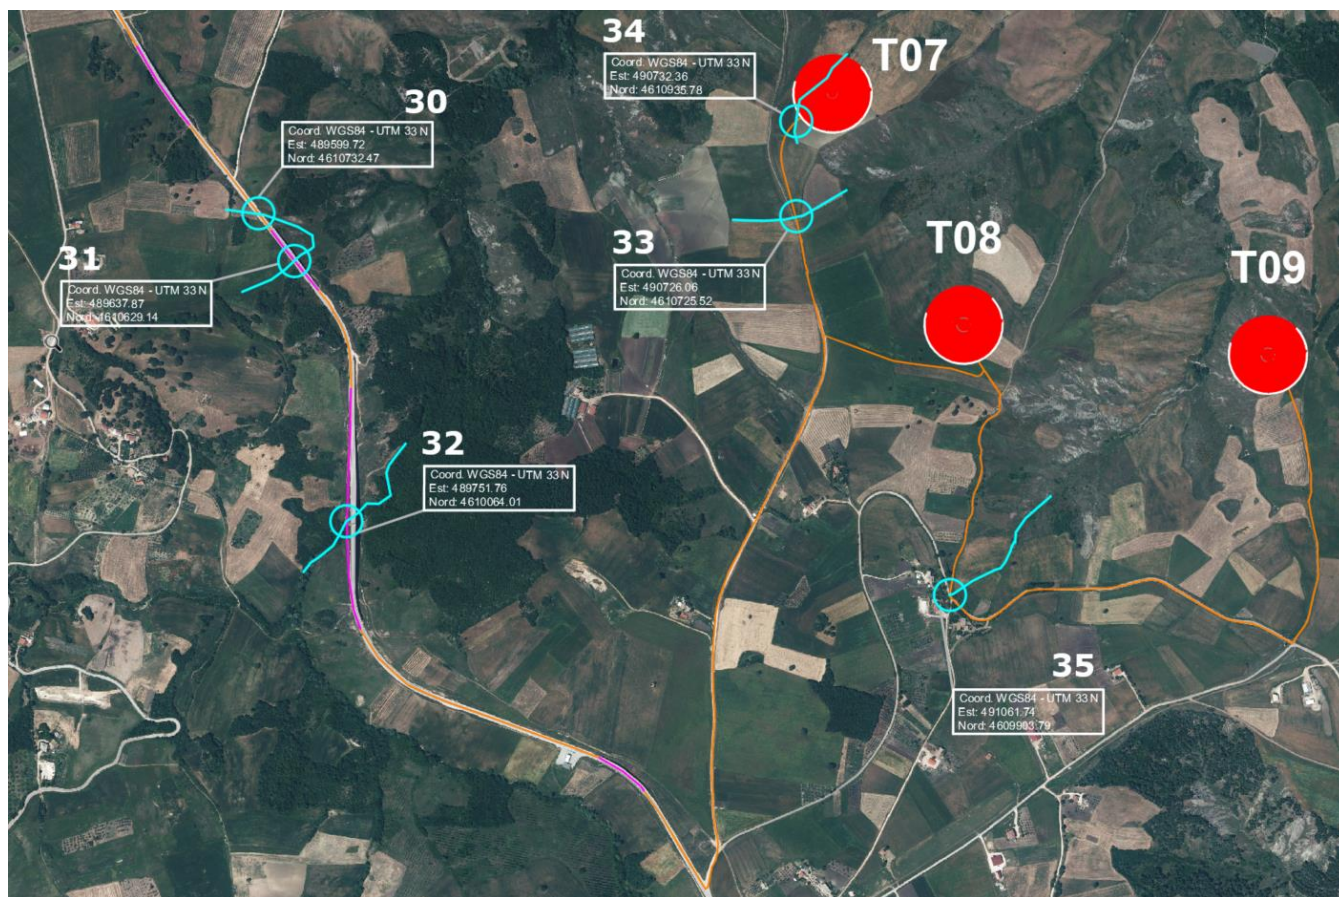 34
Coord. WGS84 - UTM 33 N
Est: 490732.36
Nord: 4610935.78
T07
30
Coord. WGS84 - UTM 33 N
Est: 489599.72
Nord: 4610732.47
31
Coord. WGS84 - UTM 33 N
Est: 489637.87
Nord: 4610629.14
33
Coord. WGS84 - UTM 33 N
Est: 490726.06
Nord: 4610725.52
T08
T09
32
Coord. WGS84 - UTM 33 N
Est: 489751.76
Nord: 4610064.01
35
Coord. WGS84 - UTM 33 N
Est: 491061.74
Nord: 4609903.79